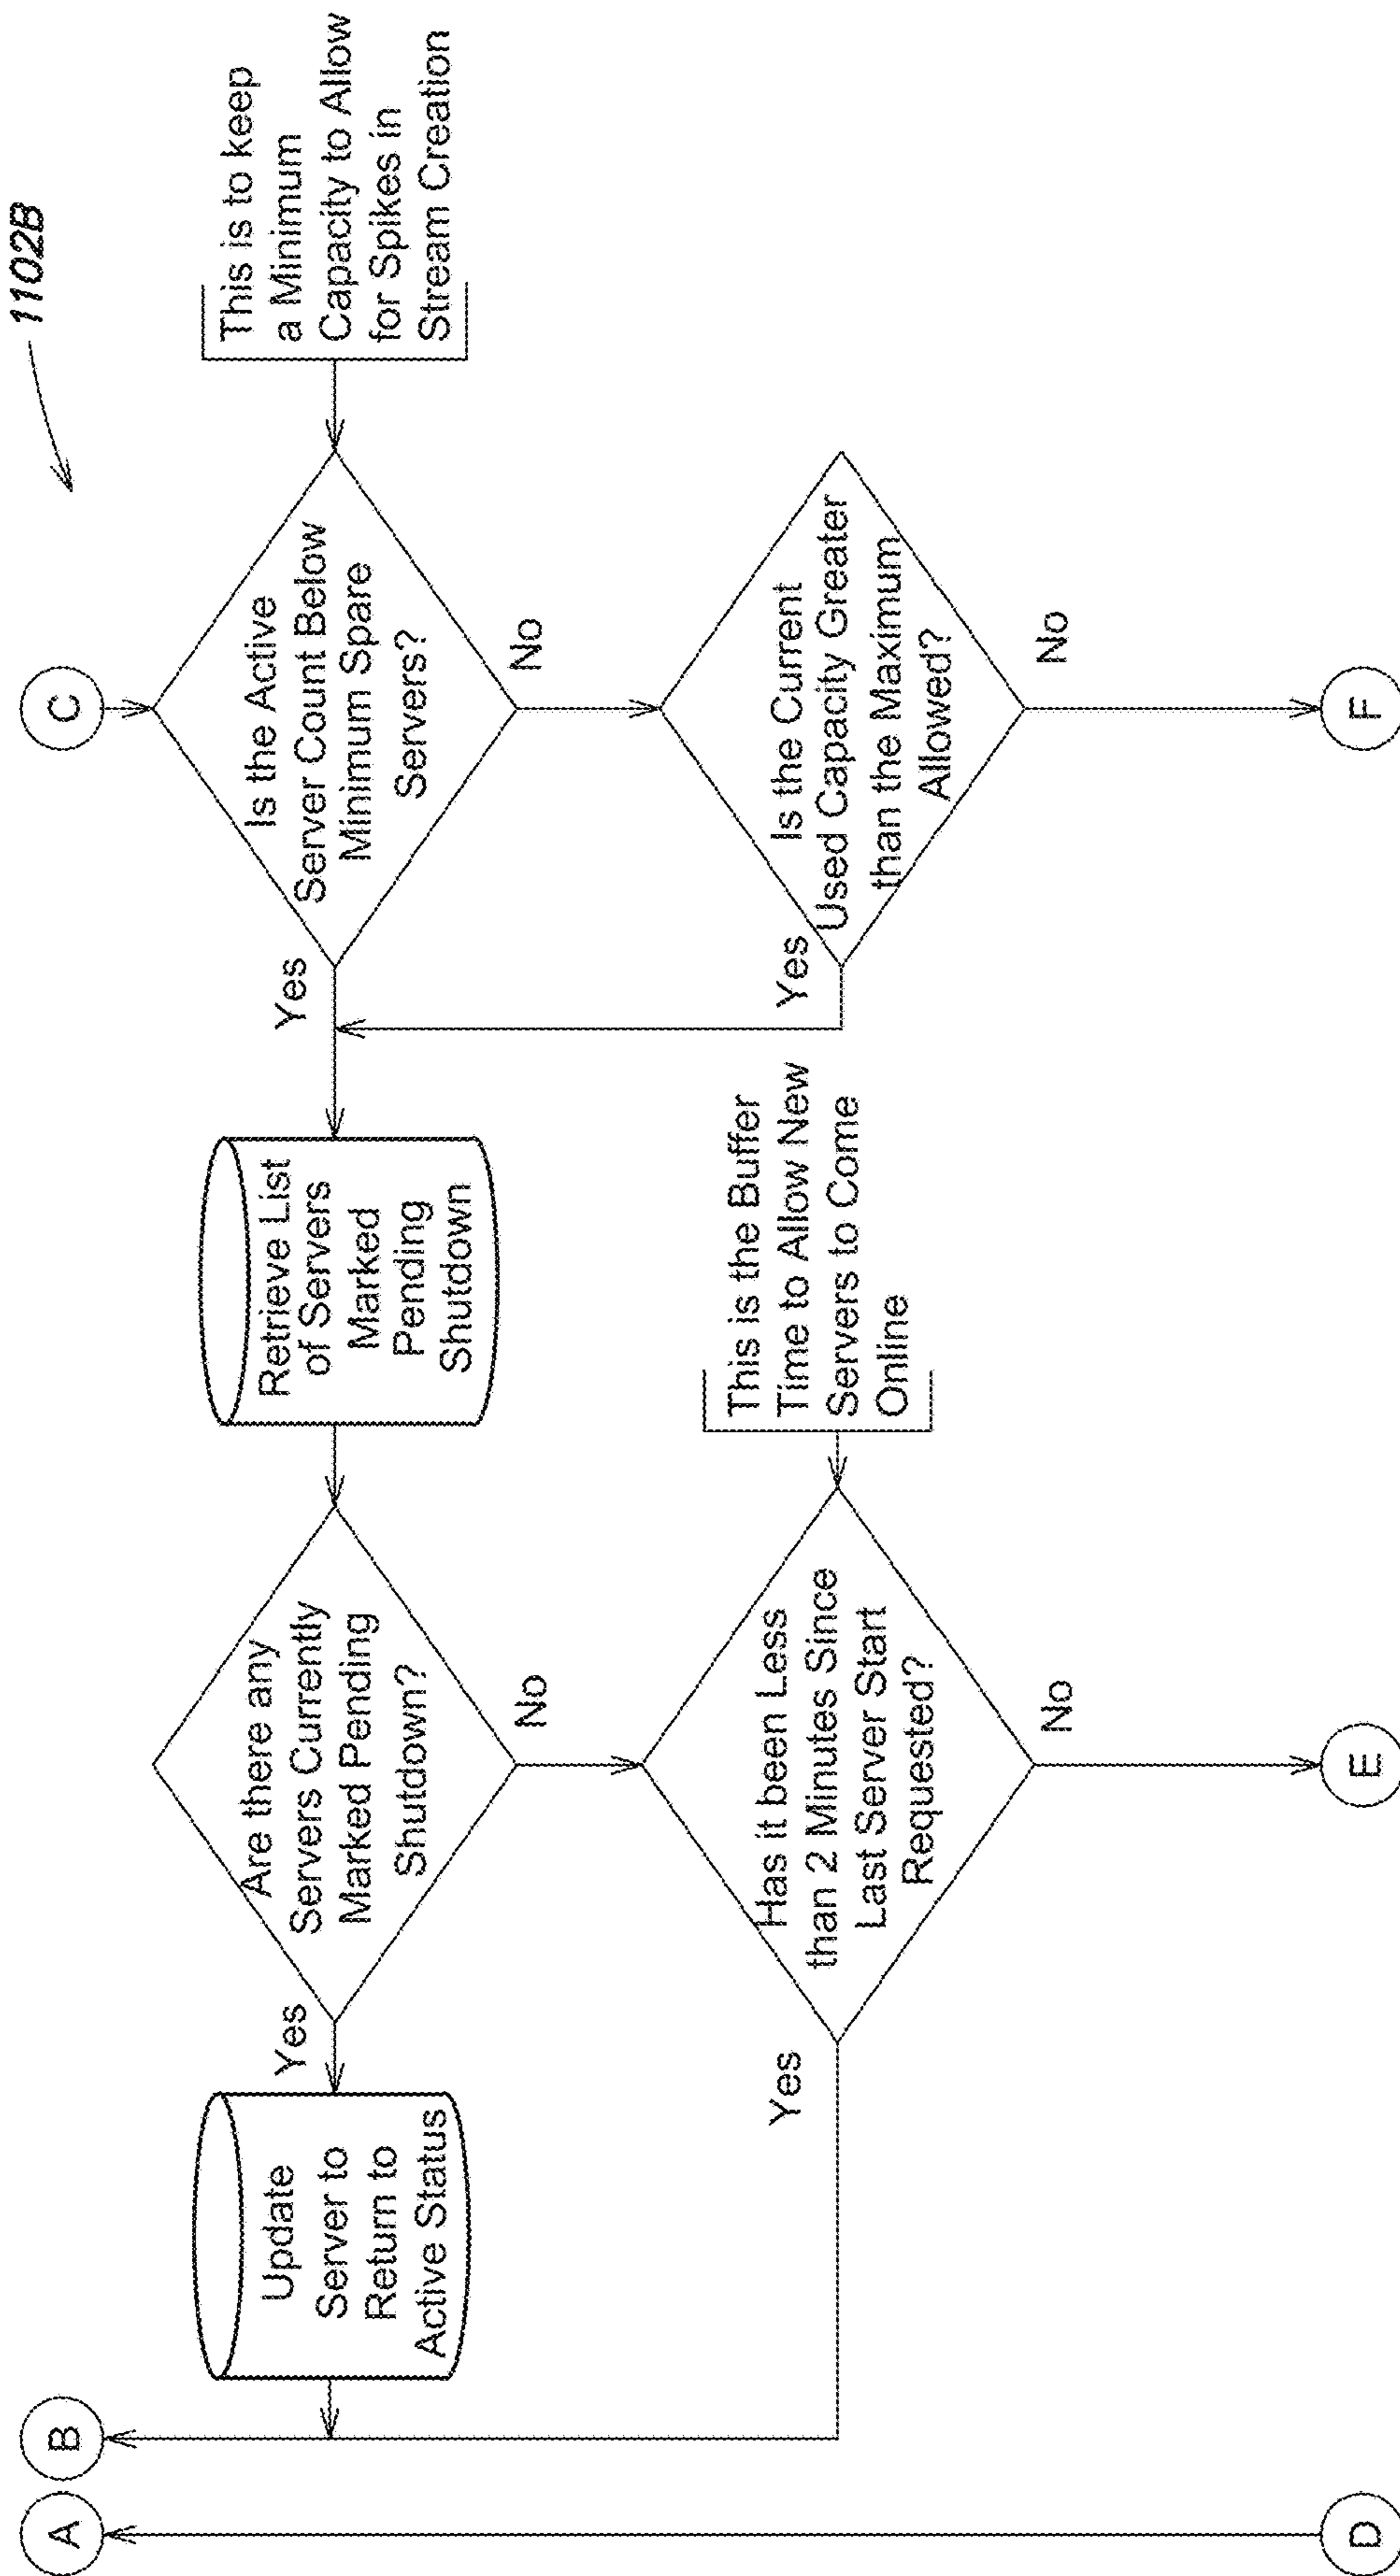 1102B
A
B
C
Update
Server to
Return to
Active Status
Yes
Are there any
Servers Currently
Marked Pending
Shutdown?
No
Retrieve List
of Servers
Marked
Pending
Shutdown
Yes
Is the Active
Server Count Below
Minimum Spare
Servers?
No
This is to keep
a Minimum
Capacity to Allow
for Spikes in
Stream Creation
Yes
Has it been Less
than 2 Minutes Since
Last Server Start
Requested?
No
This is the Buffer
Time to Allow New
Servers to Come
Online
Yes
Is the Current
Used Capacity Greater
than the Maximum
Allowed?
No
D
E
F